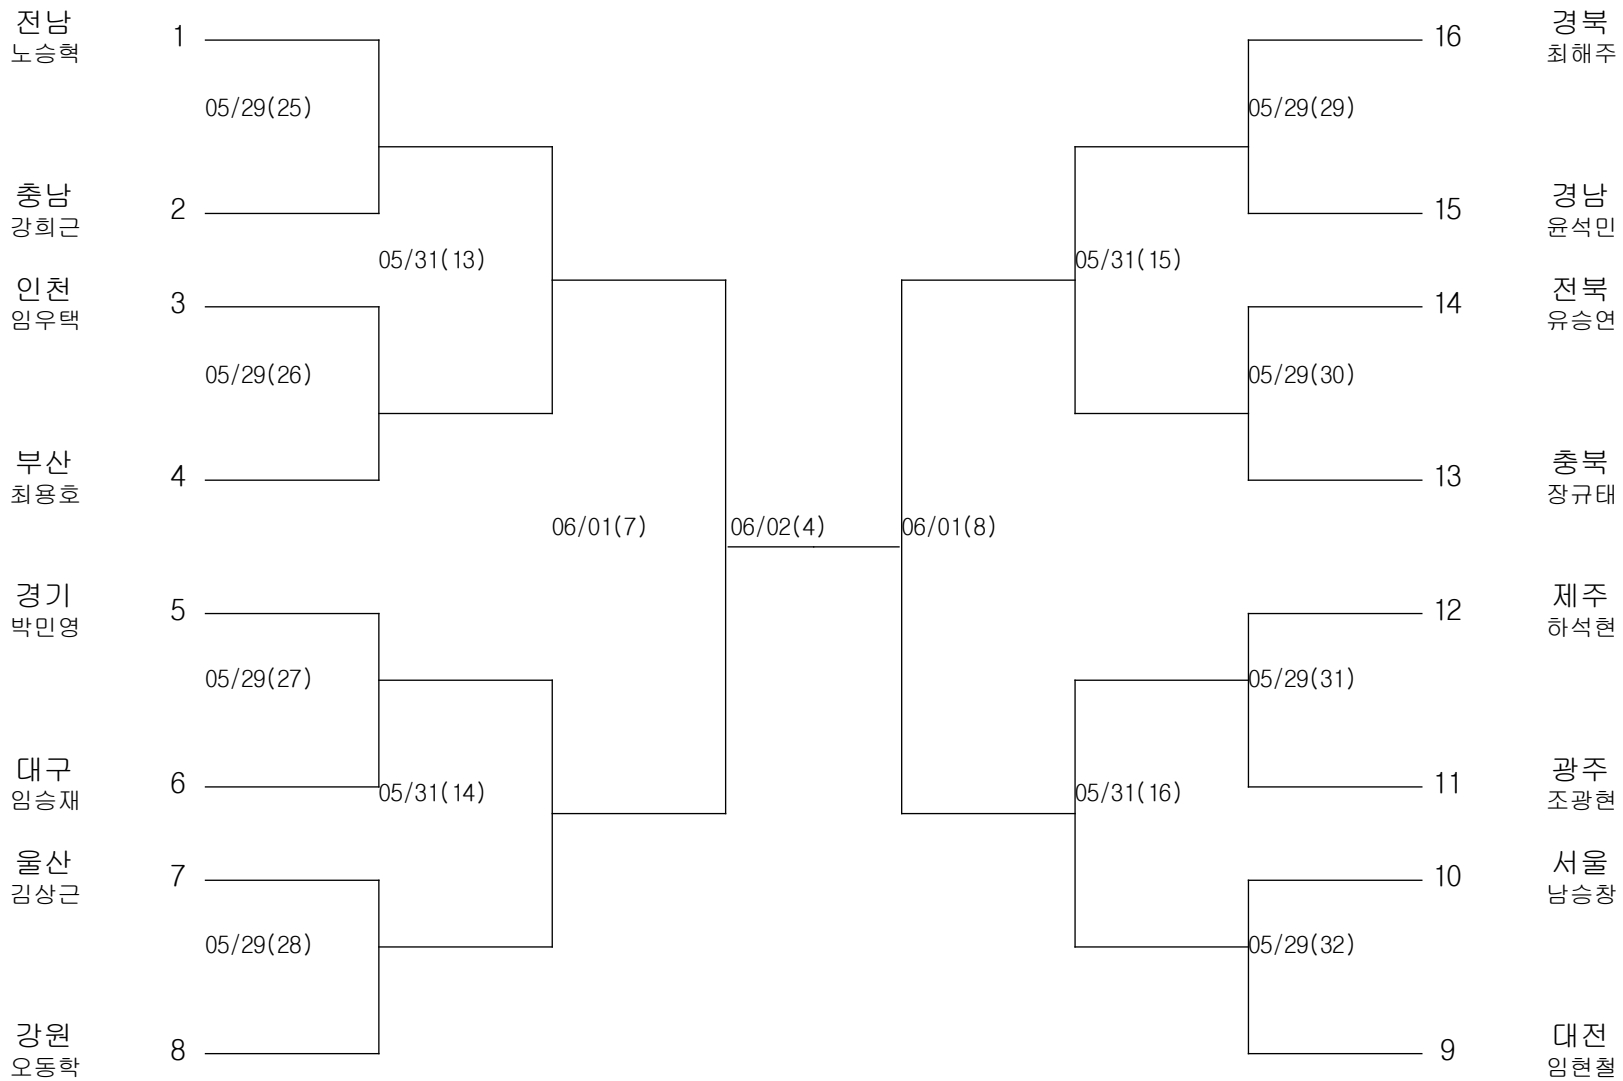 전남
노승혁
1
05/29(25)
충남
강희근
2
05/31(13)
인천
임우택
3
05/29(26)
부산
최용호
4
06/01(7)
경기
박민영
5
05/29(27)
대구
임승재
6
05/31(14)
울산
김상근
7
05/29(28)
강원
오동학
8
06/02(4)
16
경북
최해주
05/29(29)
15
경남
윤석민
05/31(15)
14
전북
유승연
05/29(30)
13
충북
장규태
06/01(8)
12
제주
하석현
05/29(31)
11
광주
조광현
05/31(16)
10
서울
남승창
05/29(32)
9
대전
임현철